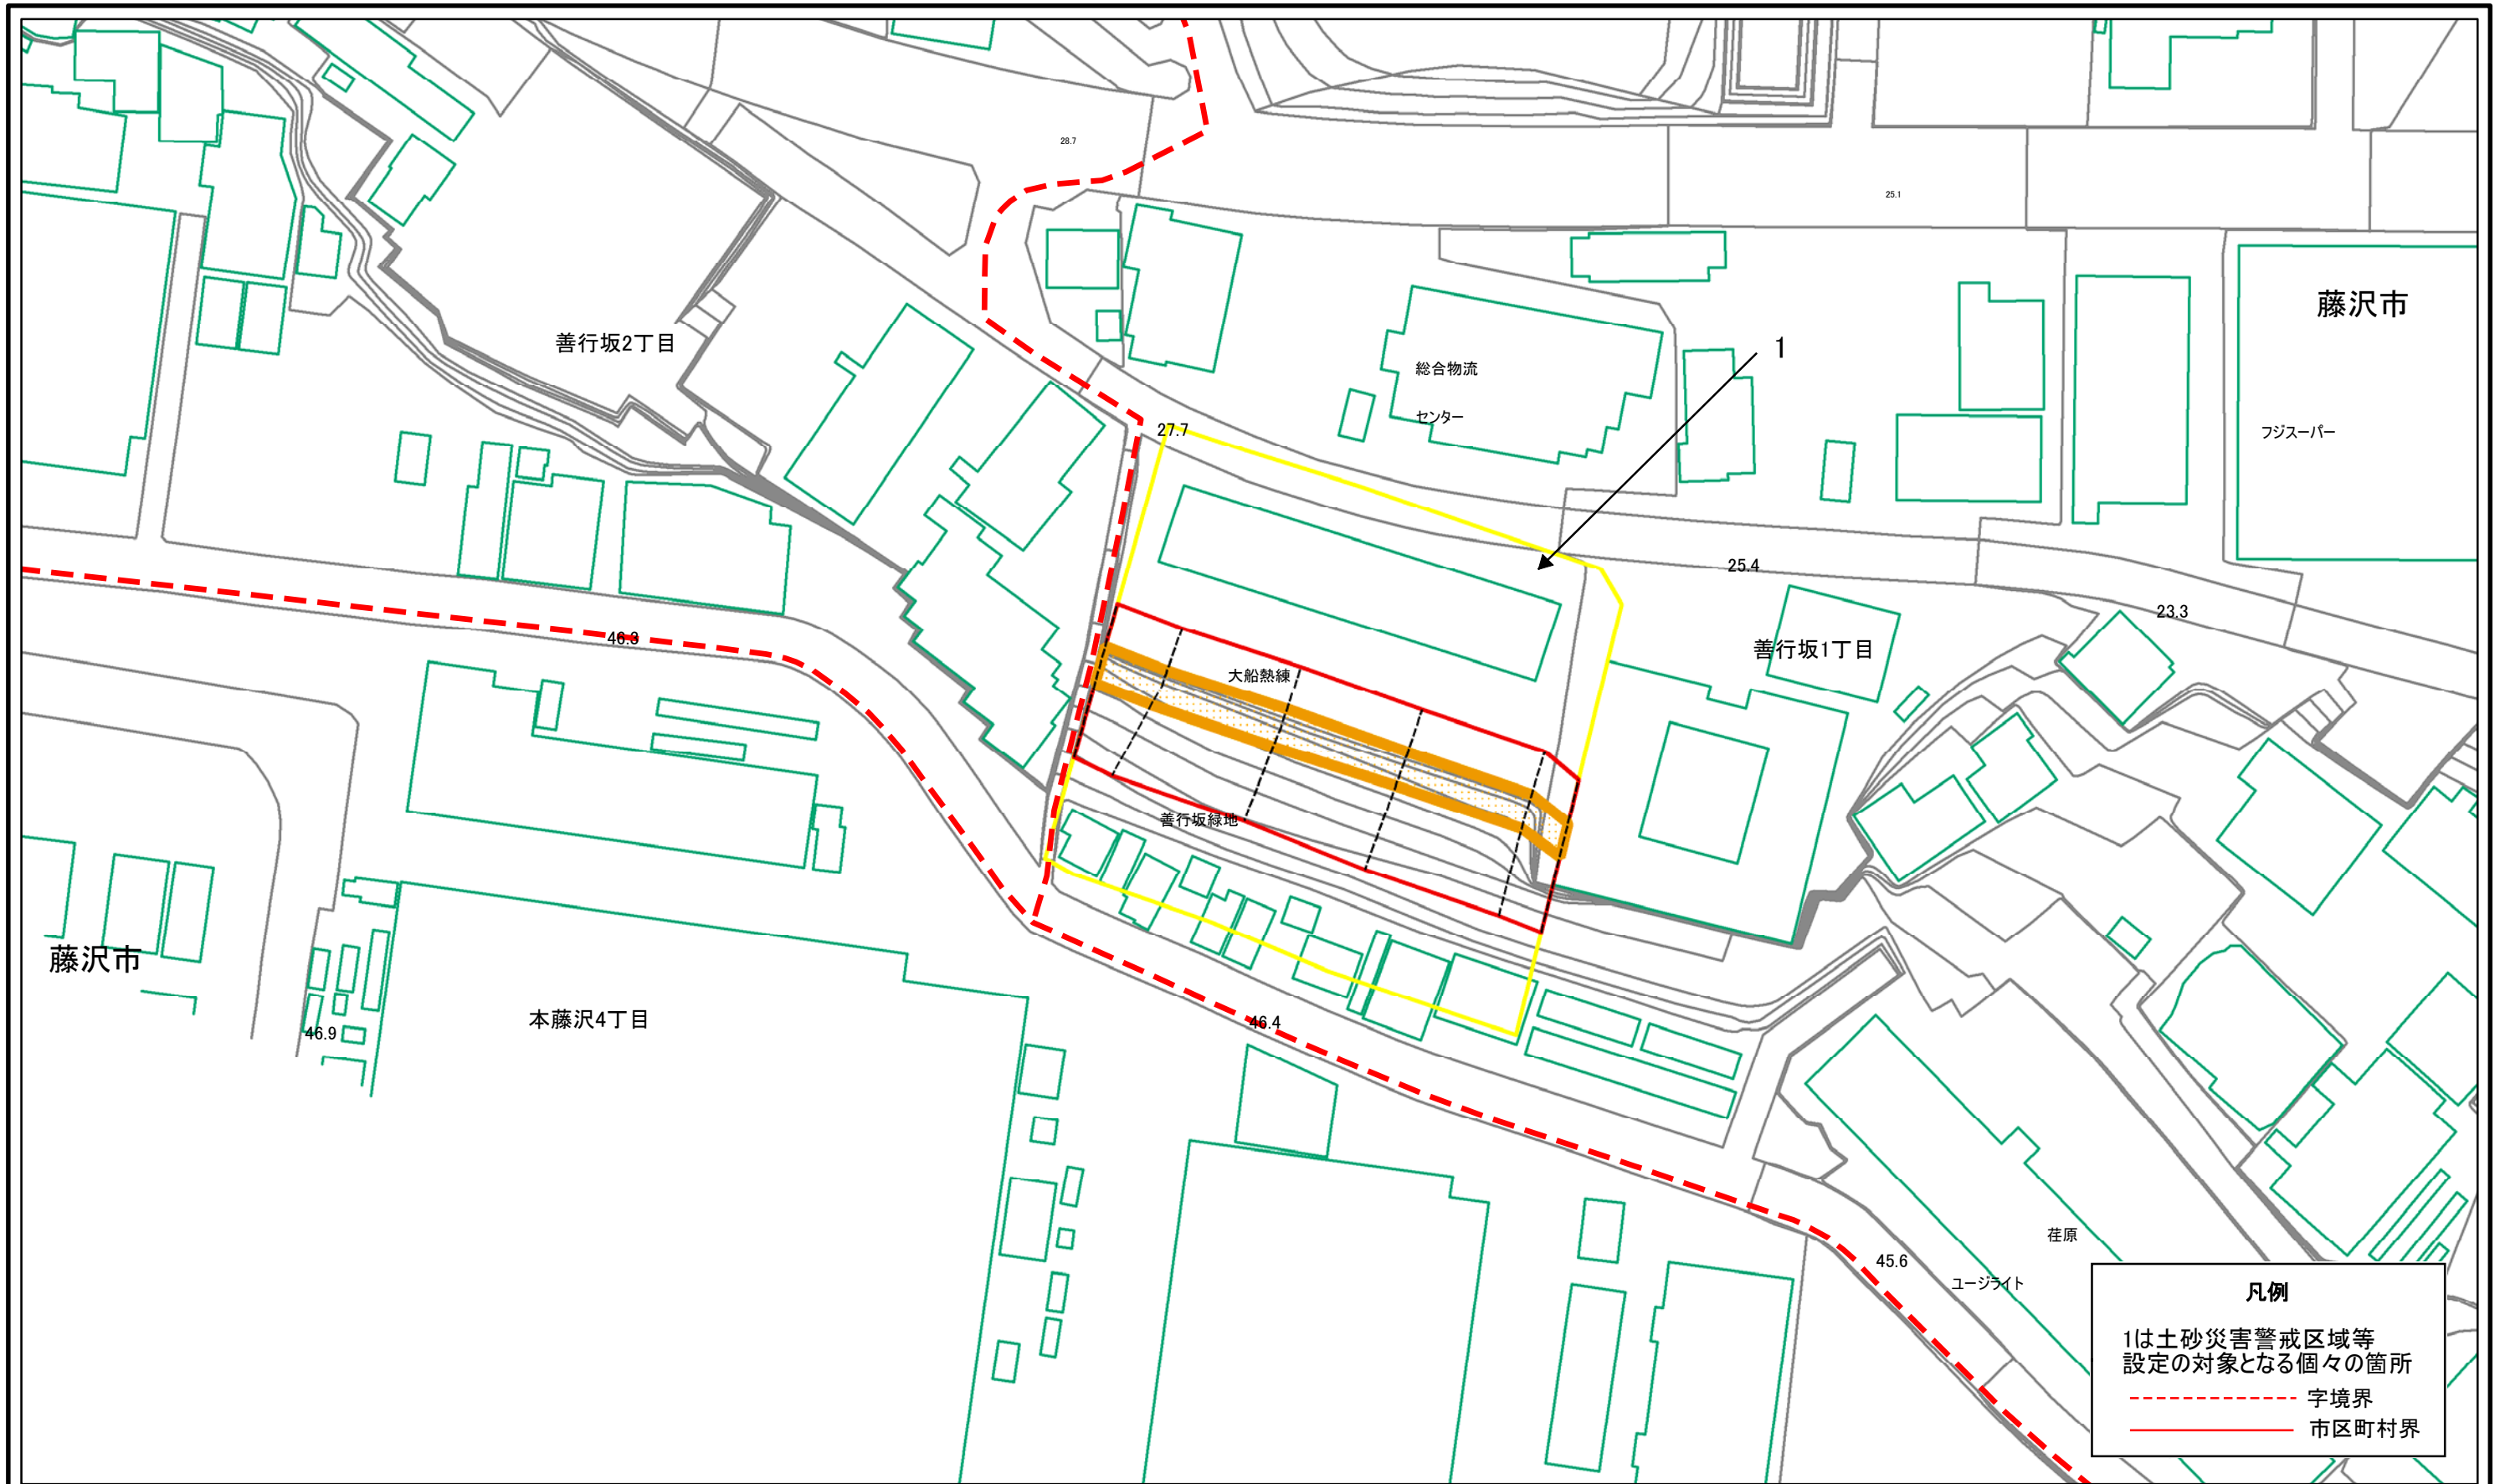 28.7
25.1
藤沢市
善行坂2丁目
1
総合物流
センター
27.7
フジスーパー
25.4
23.3
46.3
善行坂1丁目
大船熱練
善行坂緑地
藤沢市
46.9
本藤沢4丁目
46.4
荏原
45.6
ユージライト
凡例
1は土砂災害警戒区域等
設定の対象となる個々の箇所
字境界
市区町村界